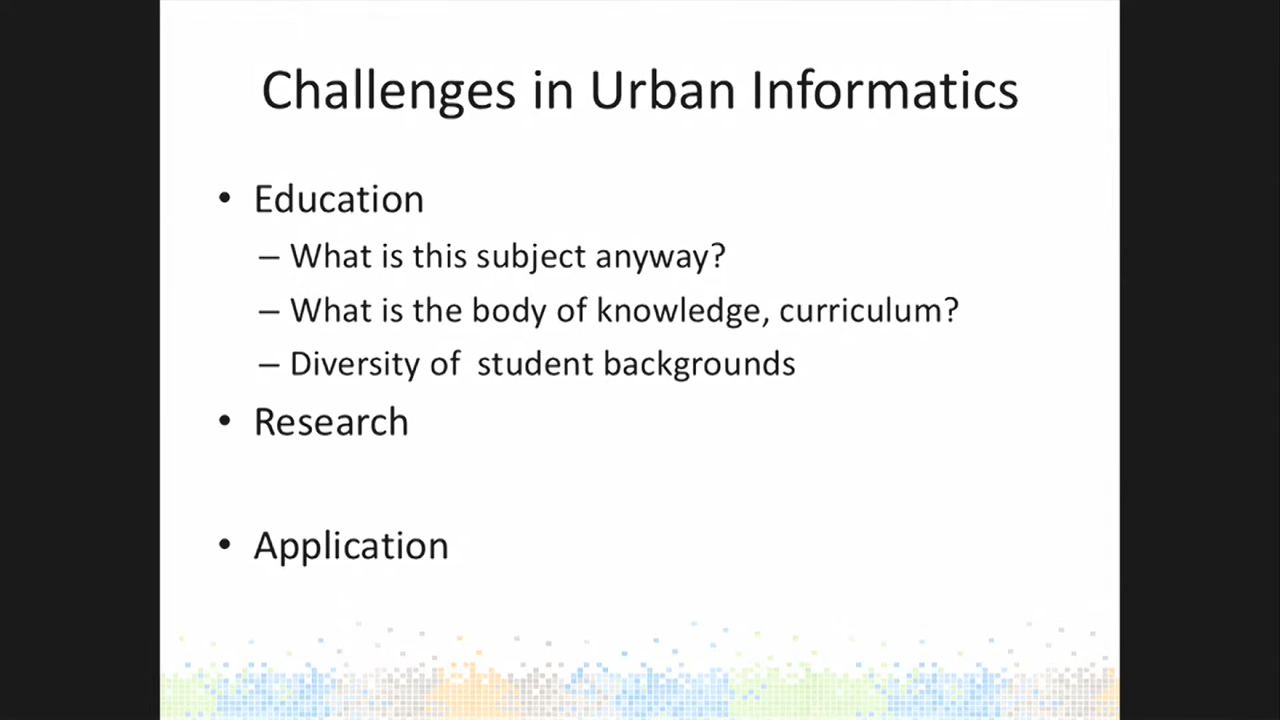 Challenges in Urban Informatics
• Education
– What is this subject anyway?
– What is the body of knowledge, curriculum?
– Diversity of  student backgrounds
• Research
• Application